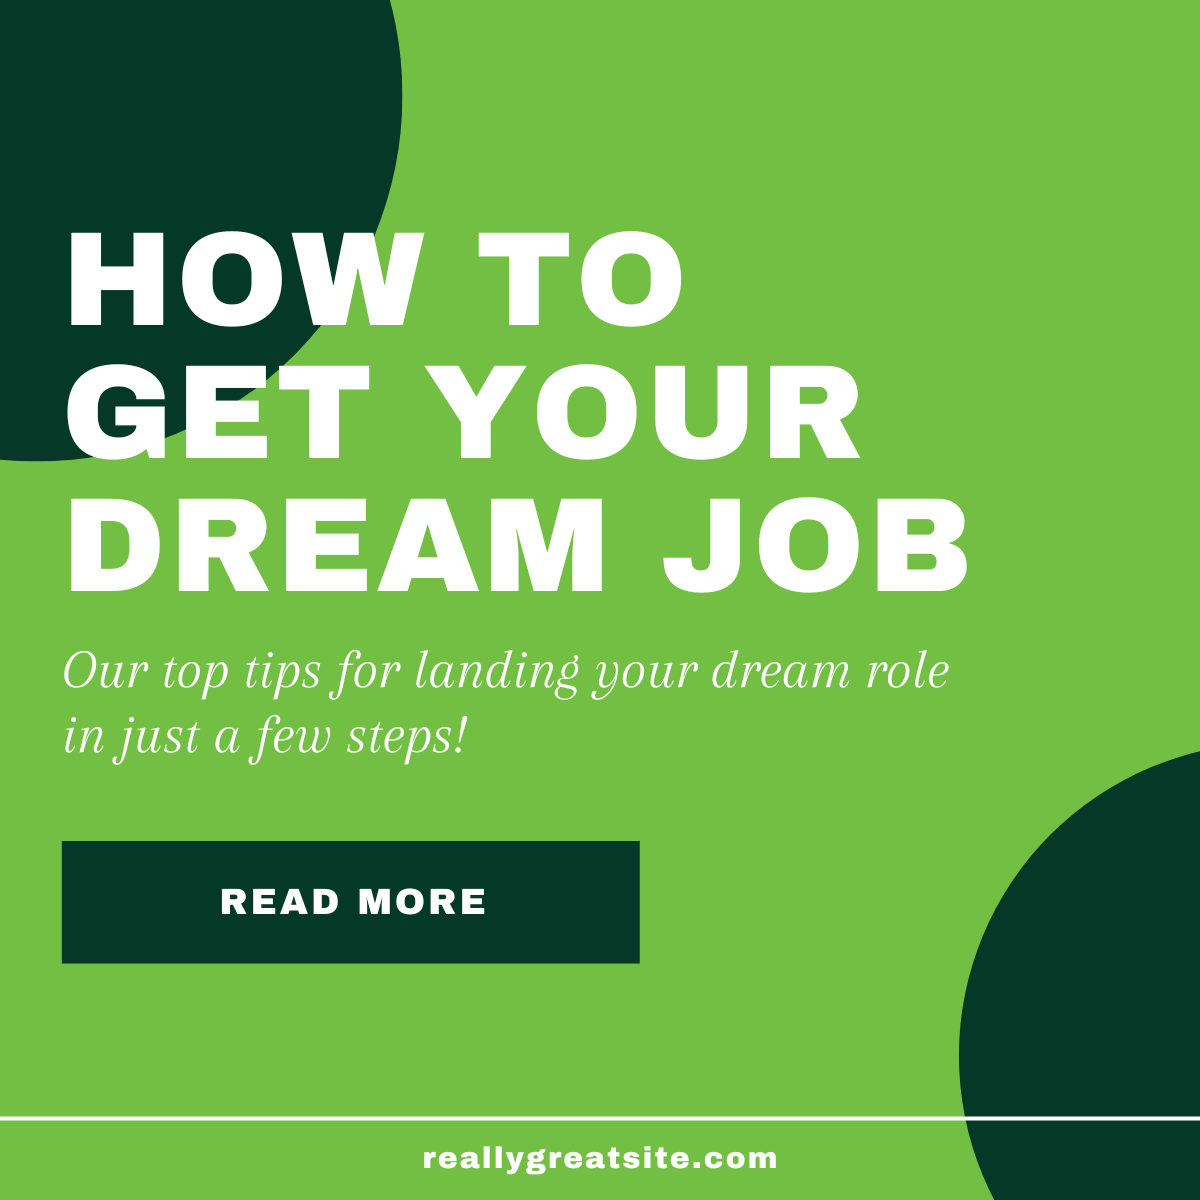 HOW TO
GET YOUR
DREAM JOB
Our top tips for landing your dream role
in just a few steps!
READ MORE
reallygreatsite.com